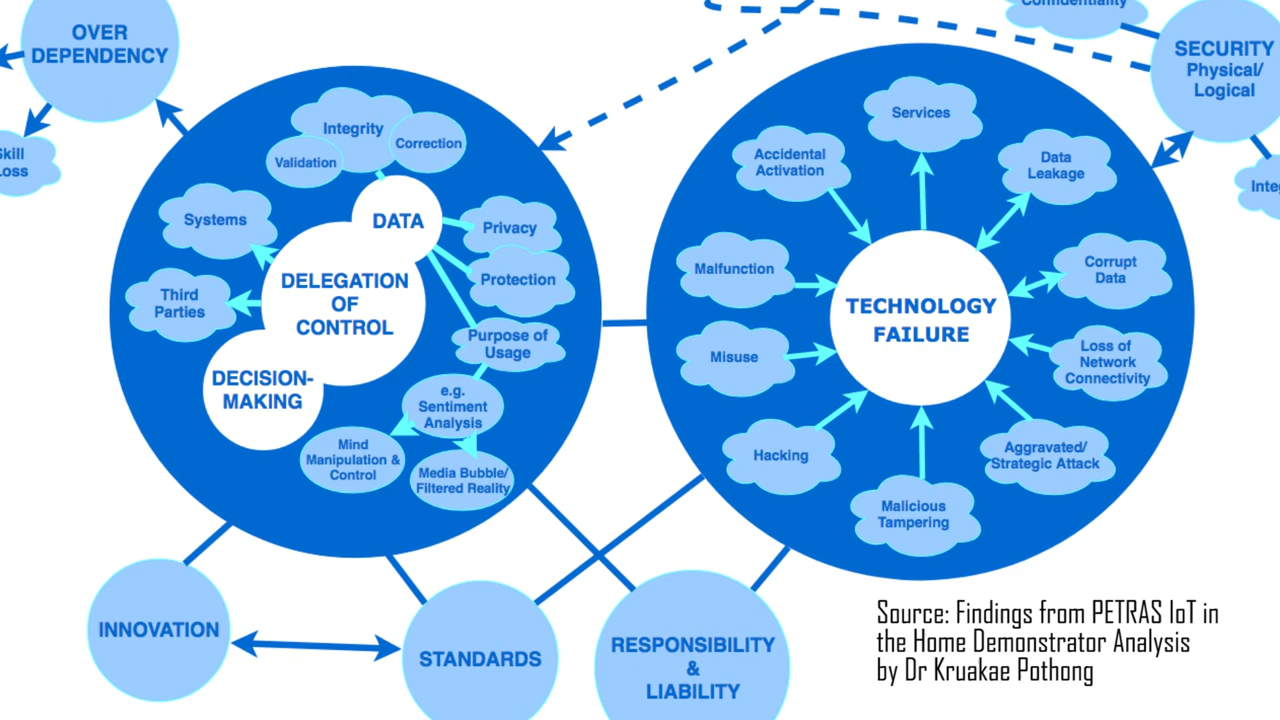 OVER
DEPENDENCY
Confidentiality
SECURITY
Physical/
Logical
Skill
Loss
Integrity
Validation
Correction
DATA
Systems
Privacy
Protection
DELEGATION
OF
CONTROL
Third
Parties
Purpose of
Usage
DECISION-
MAKING
e.g.
Sentiment
Analysis
Mind
Manipulation &
Control
Media Bubble/
Filtered Reality
Services
Accidental
Activation
Data
Leakage
Malfunction
Corrupt
Data
TECHNOLOGY
FAILURE
Misuse
Loss of
Network
Connectivity
Hacking
Aggravated/
Strategic Attack
Malicious
Tampering
INNOVATION
STANDARDS
RESPONSIBILITY
&
LIABILITY
Source: Findings from PETRAS IoT in
the Home Demonstrator Analysis
by Dr Kruakae Pothong